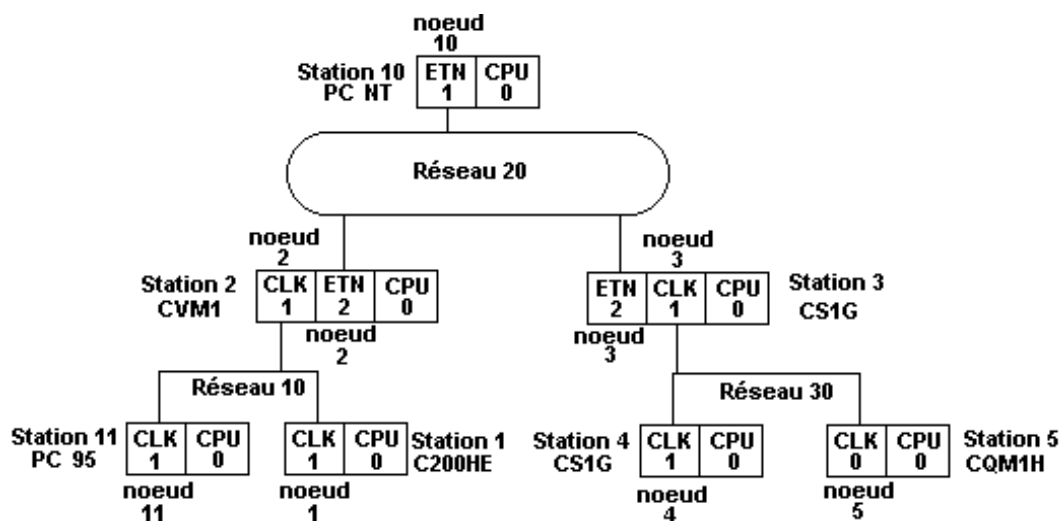 noeud
10
Station 10
PC NT
ETN
1
CPU
0
Réseau 20
noeud
2
Station 2
CVM1
CLK
1
ETN
2
CPU
0
noeud
2
noeud
3
ETN
2
CLK
1
CPU
0
Station 3
CS1G
noeud
3
Réseau 10
Réseau 30
Station 11
PC 95
CLK
1
CPU
0
noeud
11
CLK
1
CPU
0
Station 1
C200HE
noeud
1
Station 4
CS1G
CLK
1
CPU
0
noeud
4
CLK
0
CPU
0
Station 5
CQM1H
noeud
5